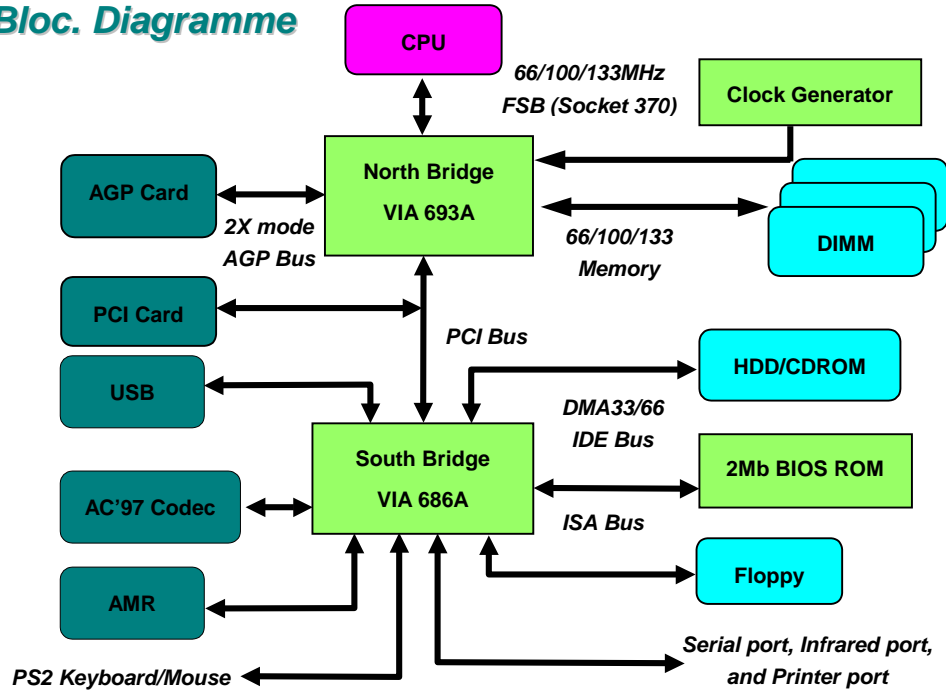 Bloc. Diagramme
CPU
66/100/133MHz
FSB (Socket 370)
Clock Generator
North Bridge
VIA 693A
AGP Card
2X mode
AGP Bus
66/100/133
Memory
DIMM
PCI Card
PCI Bus
HDD/CDROM
USB
DMA33/66
IDE Bus
South Bridge
VIA 686A
2Mb BIOS ROM
AC'97 Codec
ISA Bus
Floppy
AMR
Serial port, Infrared port,
and Printer port
PS2 Keyboard/Mouse